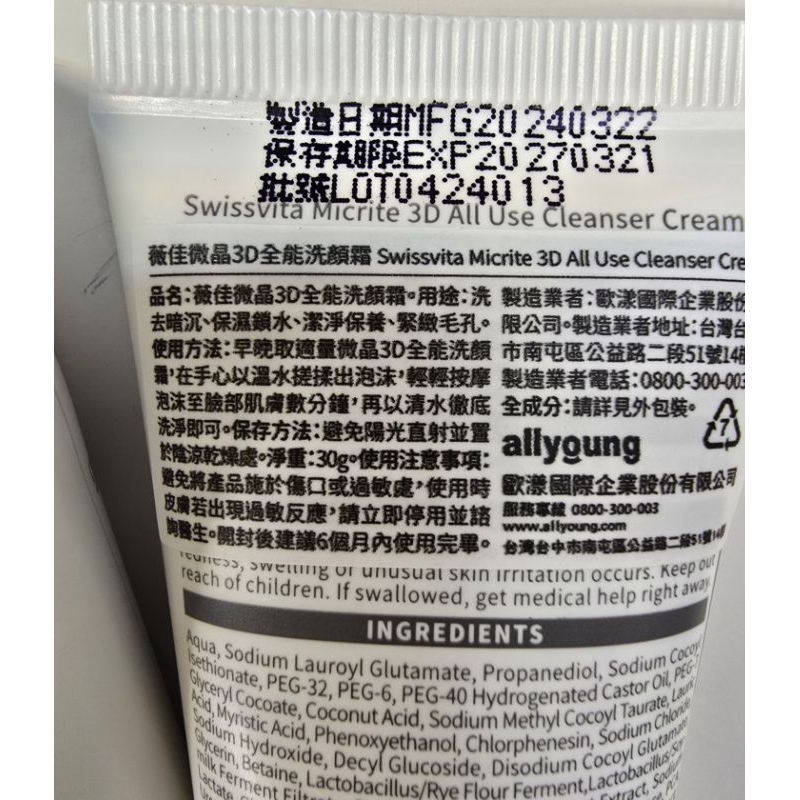 製造日期MFG20240322
保存期限EXP20270321
批號LOT0424013
Swissvita Micrite 3D All Use Cleanser Cream
薇佳微晶3D全能洗顏霜 Swissvita Micrite 3D All Use Cleanser Cre
品名:薇佳微晶3D全能洗顏霜。用途:洗
去暗沉、保濕鎖水、潔淨保養、緊緻毛孔。
使用方法:早晚取適量微晶3D全能洗顏
霜,在手心以溫水搓揉出泡沫,輕輕按摩
泡沫至臉部肌膚數分鐘,再以清水徹底
洗淨即可。保存方法:避免陽光直射並置
於陰涼乾燥處。淨重:30g。使用注意事項:
避免將產品施於傷口或過敏處,使用時
皮膚若出現過敏反應,請立即停用並諮
詢醫生。開封後建議6個月內使用完畢。
製造業者:歐漾國際企業股份
限公司。製造業者地址:台灣台
市南屯區公益路二段51號14樓
製造業者電話:0800-300-003
全成分:請詳見外包裝。
7
allyoung
歐漾國際企業股份有限公司
服務專線 0800-300-003
www.allyoung.com
台灣台中市南屯區公益路二段51號14樓
redness, swelling or unusual skin irritation occurs. Keep out
reach of children. If swallowed, get medical help right away.
INGREDIENTS
Aqua, Sodium Lauroyl Glutamate, Propanediol, Sodium Cocoyl
Isethionate, PEG-32, PEG-6, PEG-40 Hydrogenated Castor Oil, PEG-7
Glyceryl Cocoate, Coconut Acid, Sodium Methyl Cocoyl Taurate, Lauric
Acid, Myristic Acid, Phenoxyethanol, Chlorphenesin, Sodium Chloride
Sodium Hydroxide, Decyl Glucoside, Disodium Cocoyl Glutamate
Glycerin, Betaine, Lactobacillus/Rye Flour Ferment, Lactobacillus/Soy
milk Ferment Filtrate Extract, Sodium
Lactate, PCA